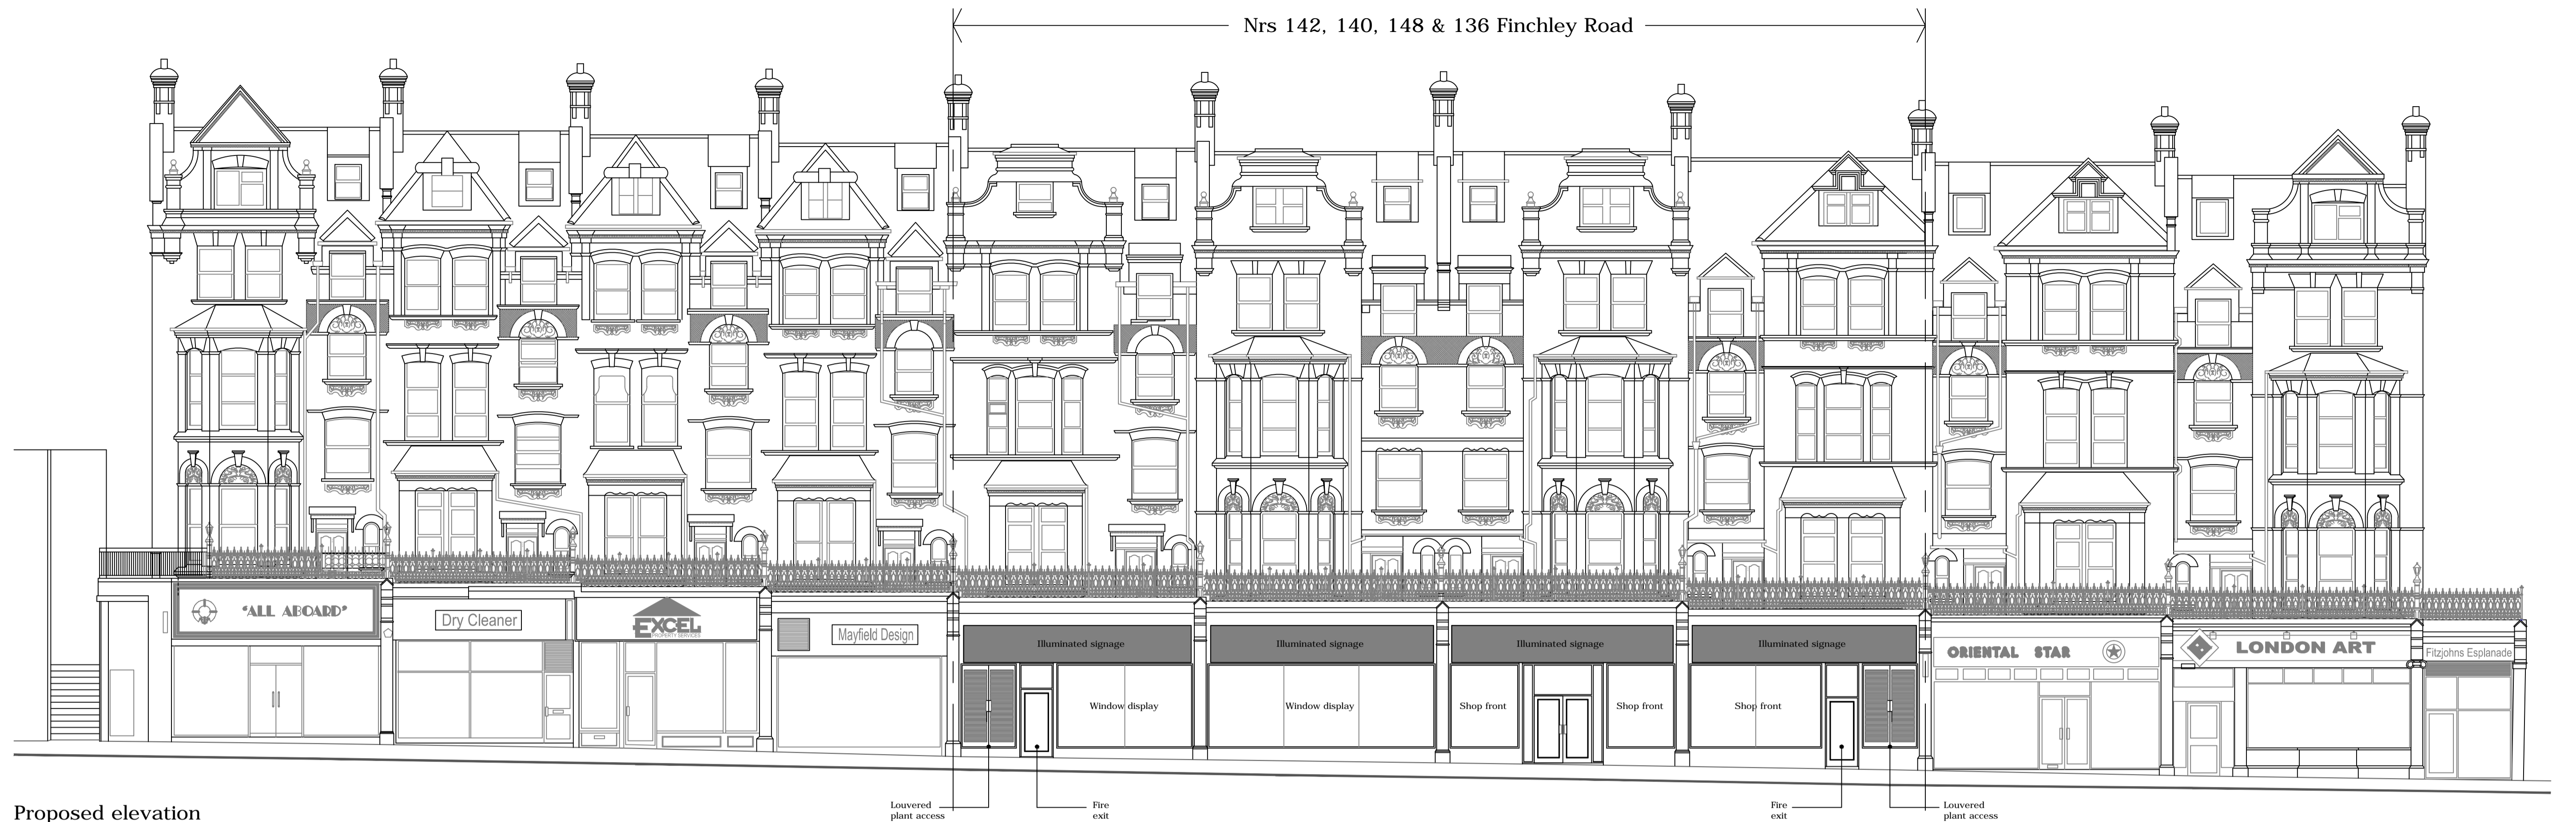 Nrs 142, 140, 148 & 136 Finchley Road
‘ALL ABOARD’
Dry Cleaner
EXCEL
PROPERTY SERVICES
Mayfield Design
Illuminated signage
Illuminated signage
Illuminated signage
Illuminated signage
ORIENTAL STAR
LONDON ART
Fitzjohns Esplanade
Window display
Window display
Shop front
Shop front
Shop front
Louvered
plant access
Fire
exit
Fire
exit
Louvered
plant access
Proposed elevation